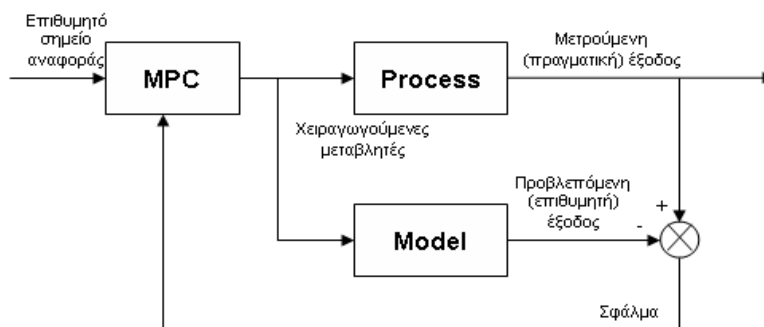 Επιθυμητό
σημείο
αναφοράς
MPC
Process
Μετρούμενη
(πραγματική) έξοδος
Χειραγωγούμενες
μεταβλητές
Προβλεπόμενη
(επιθυμητή)
έξοδος
+
-
Model
Σφάλμα